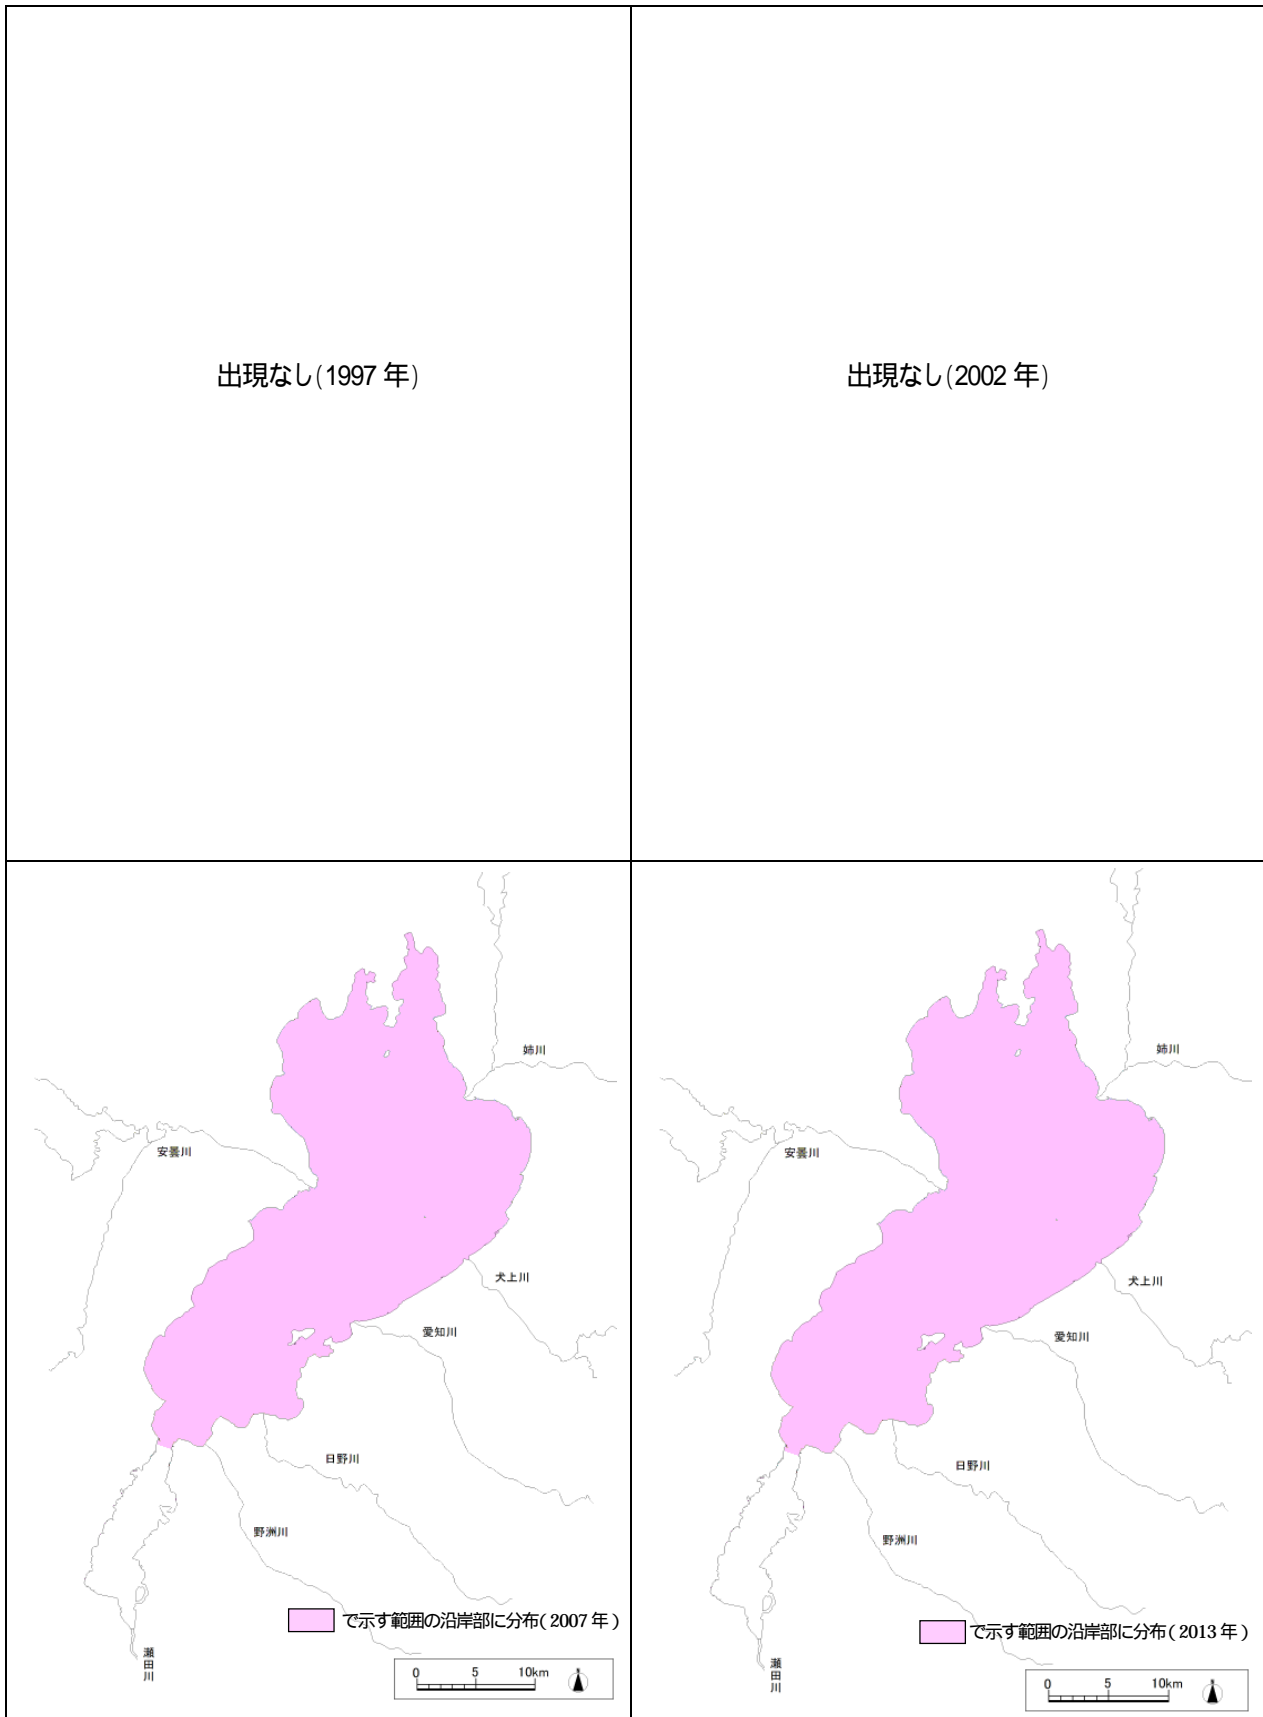 出現なし(1997 年)
出現なし(2002 年)
姉川
安曇川
犬上川
愛知川
日野川
野洲川
瀬田川
で示す範囲の沿岸部に分布(2007 年)
0 5 10km
N
姉川
安曇川
犬上川
愛知川
日野川
野洲川
瀬田川
で示す範囲の沿岸部に分布(2013 年)
0 5 10km
N